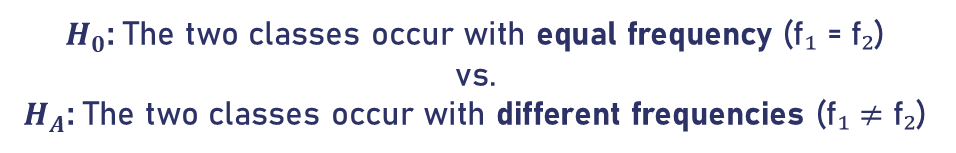 H₀: The two classes occur with equal frequency (f₁ = f₂)
vs.
H_A: The two classes occur with different frequencies (f₁ ≠ f₂)